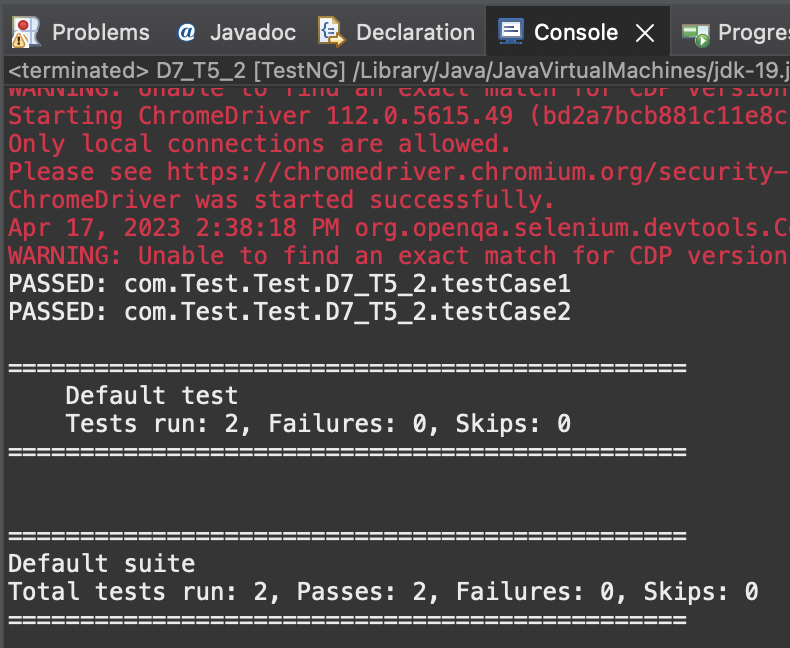 Problems Javadoc Declaration Console Progres
<terminated> D7_T5_2 [TestNG] /Library/Java/JavaVirtualMachines/jdk-19.j
WARNING: Unable to find an exact match for CDP version
Starting ChromeDriver 112.0.5615.49 (bd2a7bcb881c11e8c
Only local connections are allowed.
Please see https://chromedriver.chromium.org/security-
ChromeDriver was started successfully.
Apr 17, 2023 2:38:18 PM org.openqa.selenium.devtools.C
WARNING: Unable to find an exact match for CDP version
PASSED: com.Test.Test.D7_T5_2.testCase1
PASSED: com.Test.Test.D7_T5_2.testCase2
===============================================
Default test
Tests run: 2, Failures: 0, Skips: 0
===============================================
===============================================
Default suite
Total tests run: 2, Passes: 2, Failures: 0, Skips: 0
===============================================